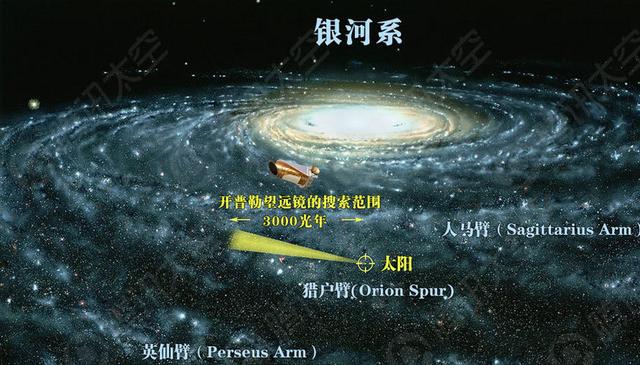 银河系
开普勒望远镜的搜索范围
3000光年
人马臂（Sagittarius Arm）
太阳
猎户臂(Orion Spur)
英仙臂（Perseus Arm）